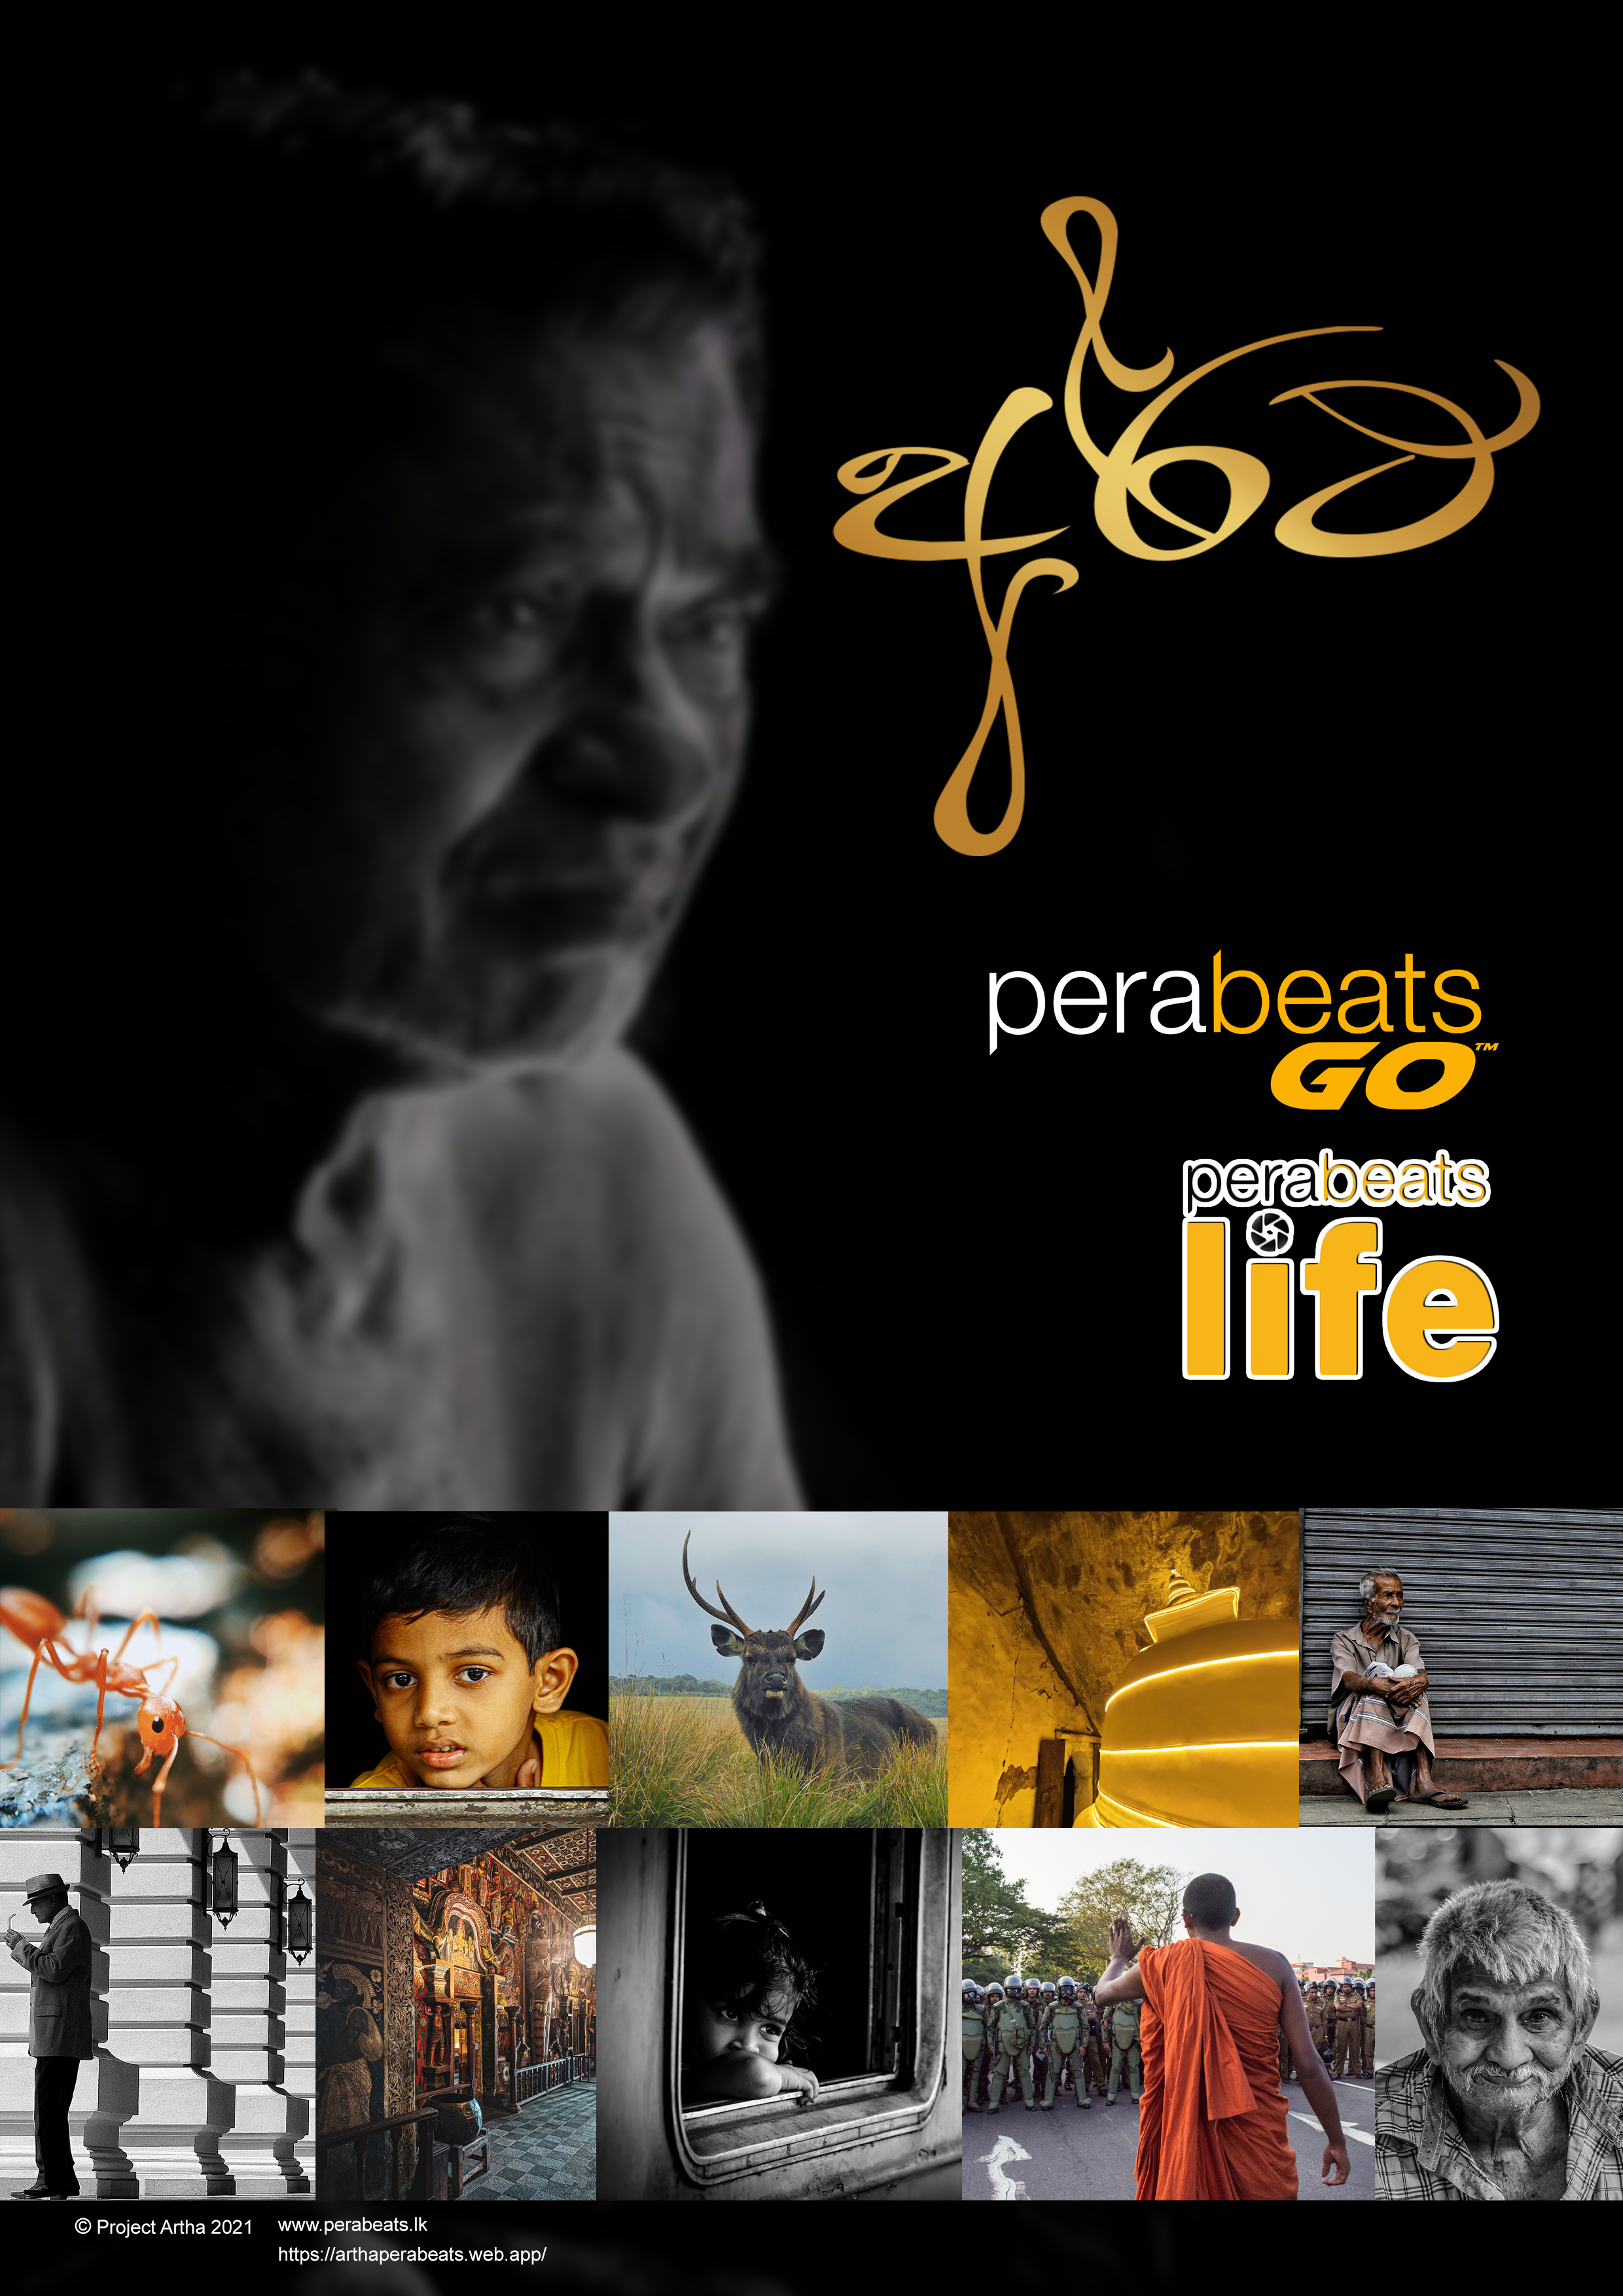 අර්ථ
perabeats
GO™
perabeats
life
© Project Artha 2021
www.perabeats.lk
https://arthaperabeats.web.app/